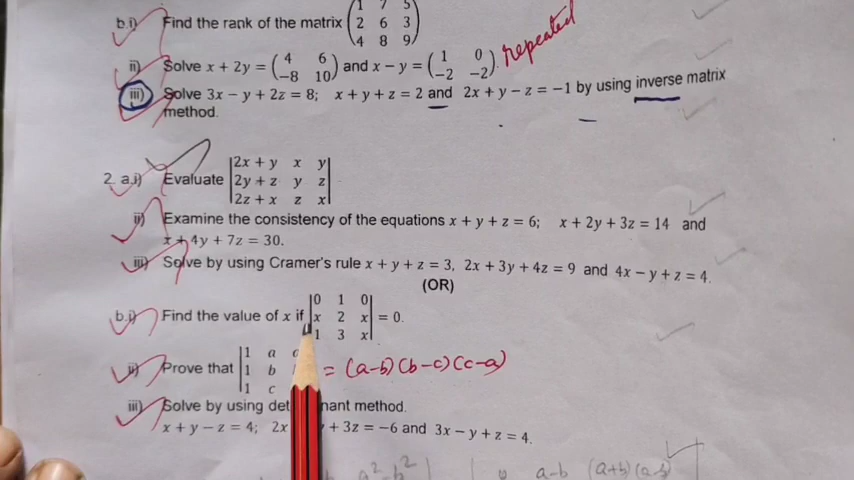 b.i) Find the rank of the matrix (1 7 5
2 6 3
4 8 9)
ii) Solve x + 2y = (4 6
−8 10) and x − y = (1 0
−2 −2). repeated
iii) Solve 3x − y + 2z = 8; x + y + z = 2 and 2x + y − z = −1 by using inverse matrix
method.
2. a.i) Evaluate |2x + y x y
2y + z y z
2z + x z x|
ii) Examine the consistency of the equations x + y + z = 6; x + 2y + 3z = 14 and
x + 4y + 7z = 30.
iii) Solve by using Cramer's rule x + y + z = 3, 2x + 3y + 4z = 9 and 4x − y + z = 4.
(OR)
b.i) Find the value of x if |0 1 0
x 2 x
1 3 x| = 0.
ii) Prove that |1 a
1 b
1 c = (a-b)(b-c)(c-a)
iii) Solve by using det nant method.
x + y − z = 4; 2x + 3z = −6 and 3x − y + z = 4.
a²-b² a-b (a+b)(a-b)